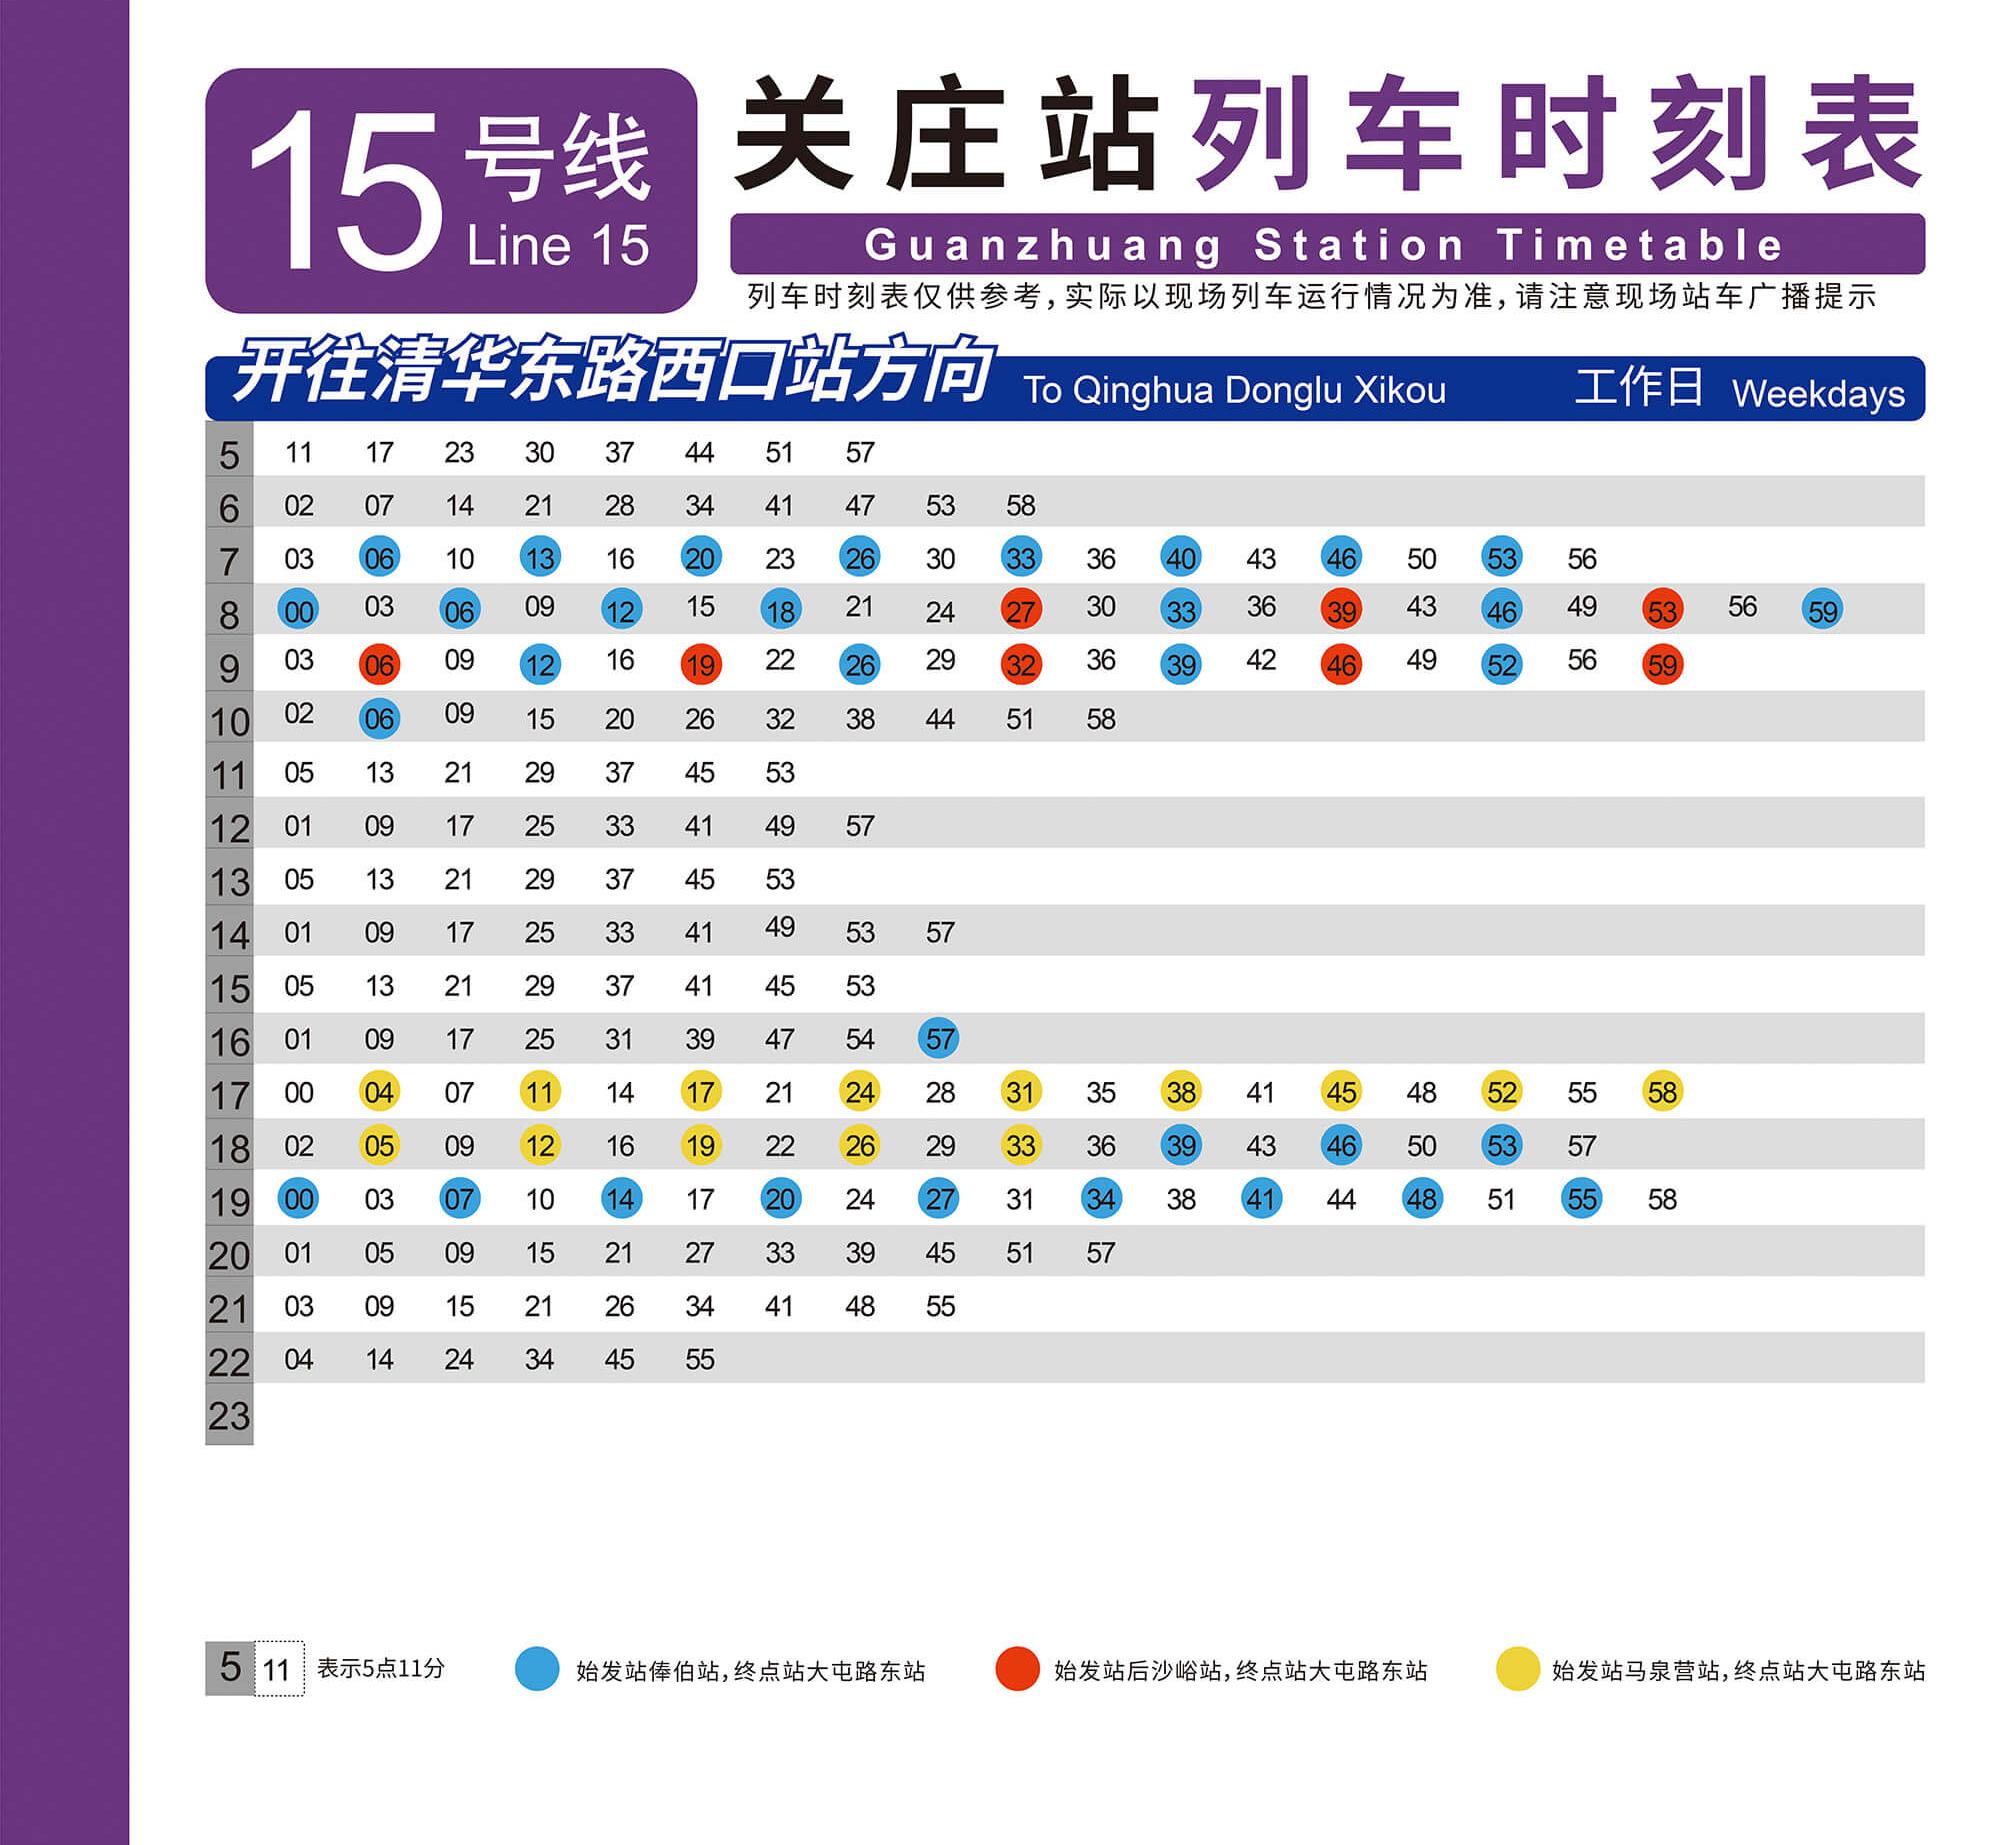 15号线
Line 15
关庄站列车时刻表
Guanzhuang Station Timetable
列车时刻表仅供参考,实际以现场列车运行情况为准,请注意现场站车广播提示
开往清华东路西口站方向 To Qinghua Donglu Xikou 工作日 Weekdays
5 11 17 23 30 37 44 51 57
6 02 07 14 21 28 34 41 47 53 58
7 03 06 10 13 16 20 23 26 30 33 36 40 43 46 50 53 56
8 00 03 06 09 12 15 18 21 24 27 30 33 36 39 43 46 49 53 56 59
9 03 06 09 12 16 19 22 26 29 32 36 39 42 46 49 52 56 59
10 02 06 09 15 20 26 32 38 44 51 58
11 05 13 21 29 37 45 53
12 01 09 17 25 33 41 49 57
13 05 13 21 29 37 45 53
14 01 09 17 25 33 41 49 53 57
15 05 13 21 29 37 41 45 53
16 01 09 17 25 31 39 47 54 57
17 00 04 07 11 14 17 21 24 28 31 35 38 41 45 48 52 55 58
18 02 05 09 12 16 19 22 26 29 33 36 39 43 46 50 53 57
19 00 03 07 10 14 17 20 24 27 31 34 38 41 44 48 51 55 58
20 01 05 09 15 21 27 33 39 45 51 57
21 03 09 15 21 26 34 41 48 55
22 04 14 24 34 45 55
23
5 11 表示5点11分 始发站俸伯站,终点站大屯路东站 始发站后沙峪站,终点站大屯路东站 始发站马泉营站,终点站大屯路东站